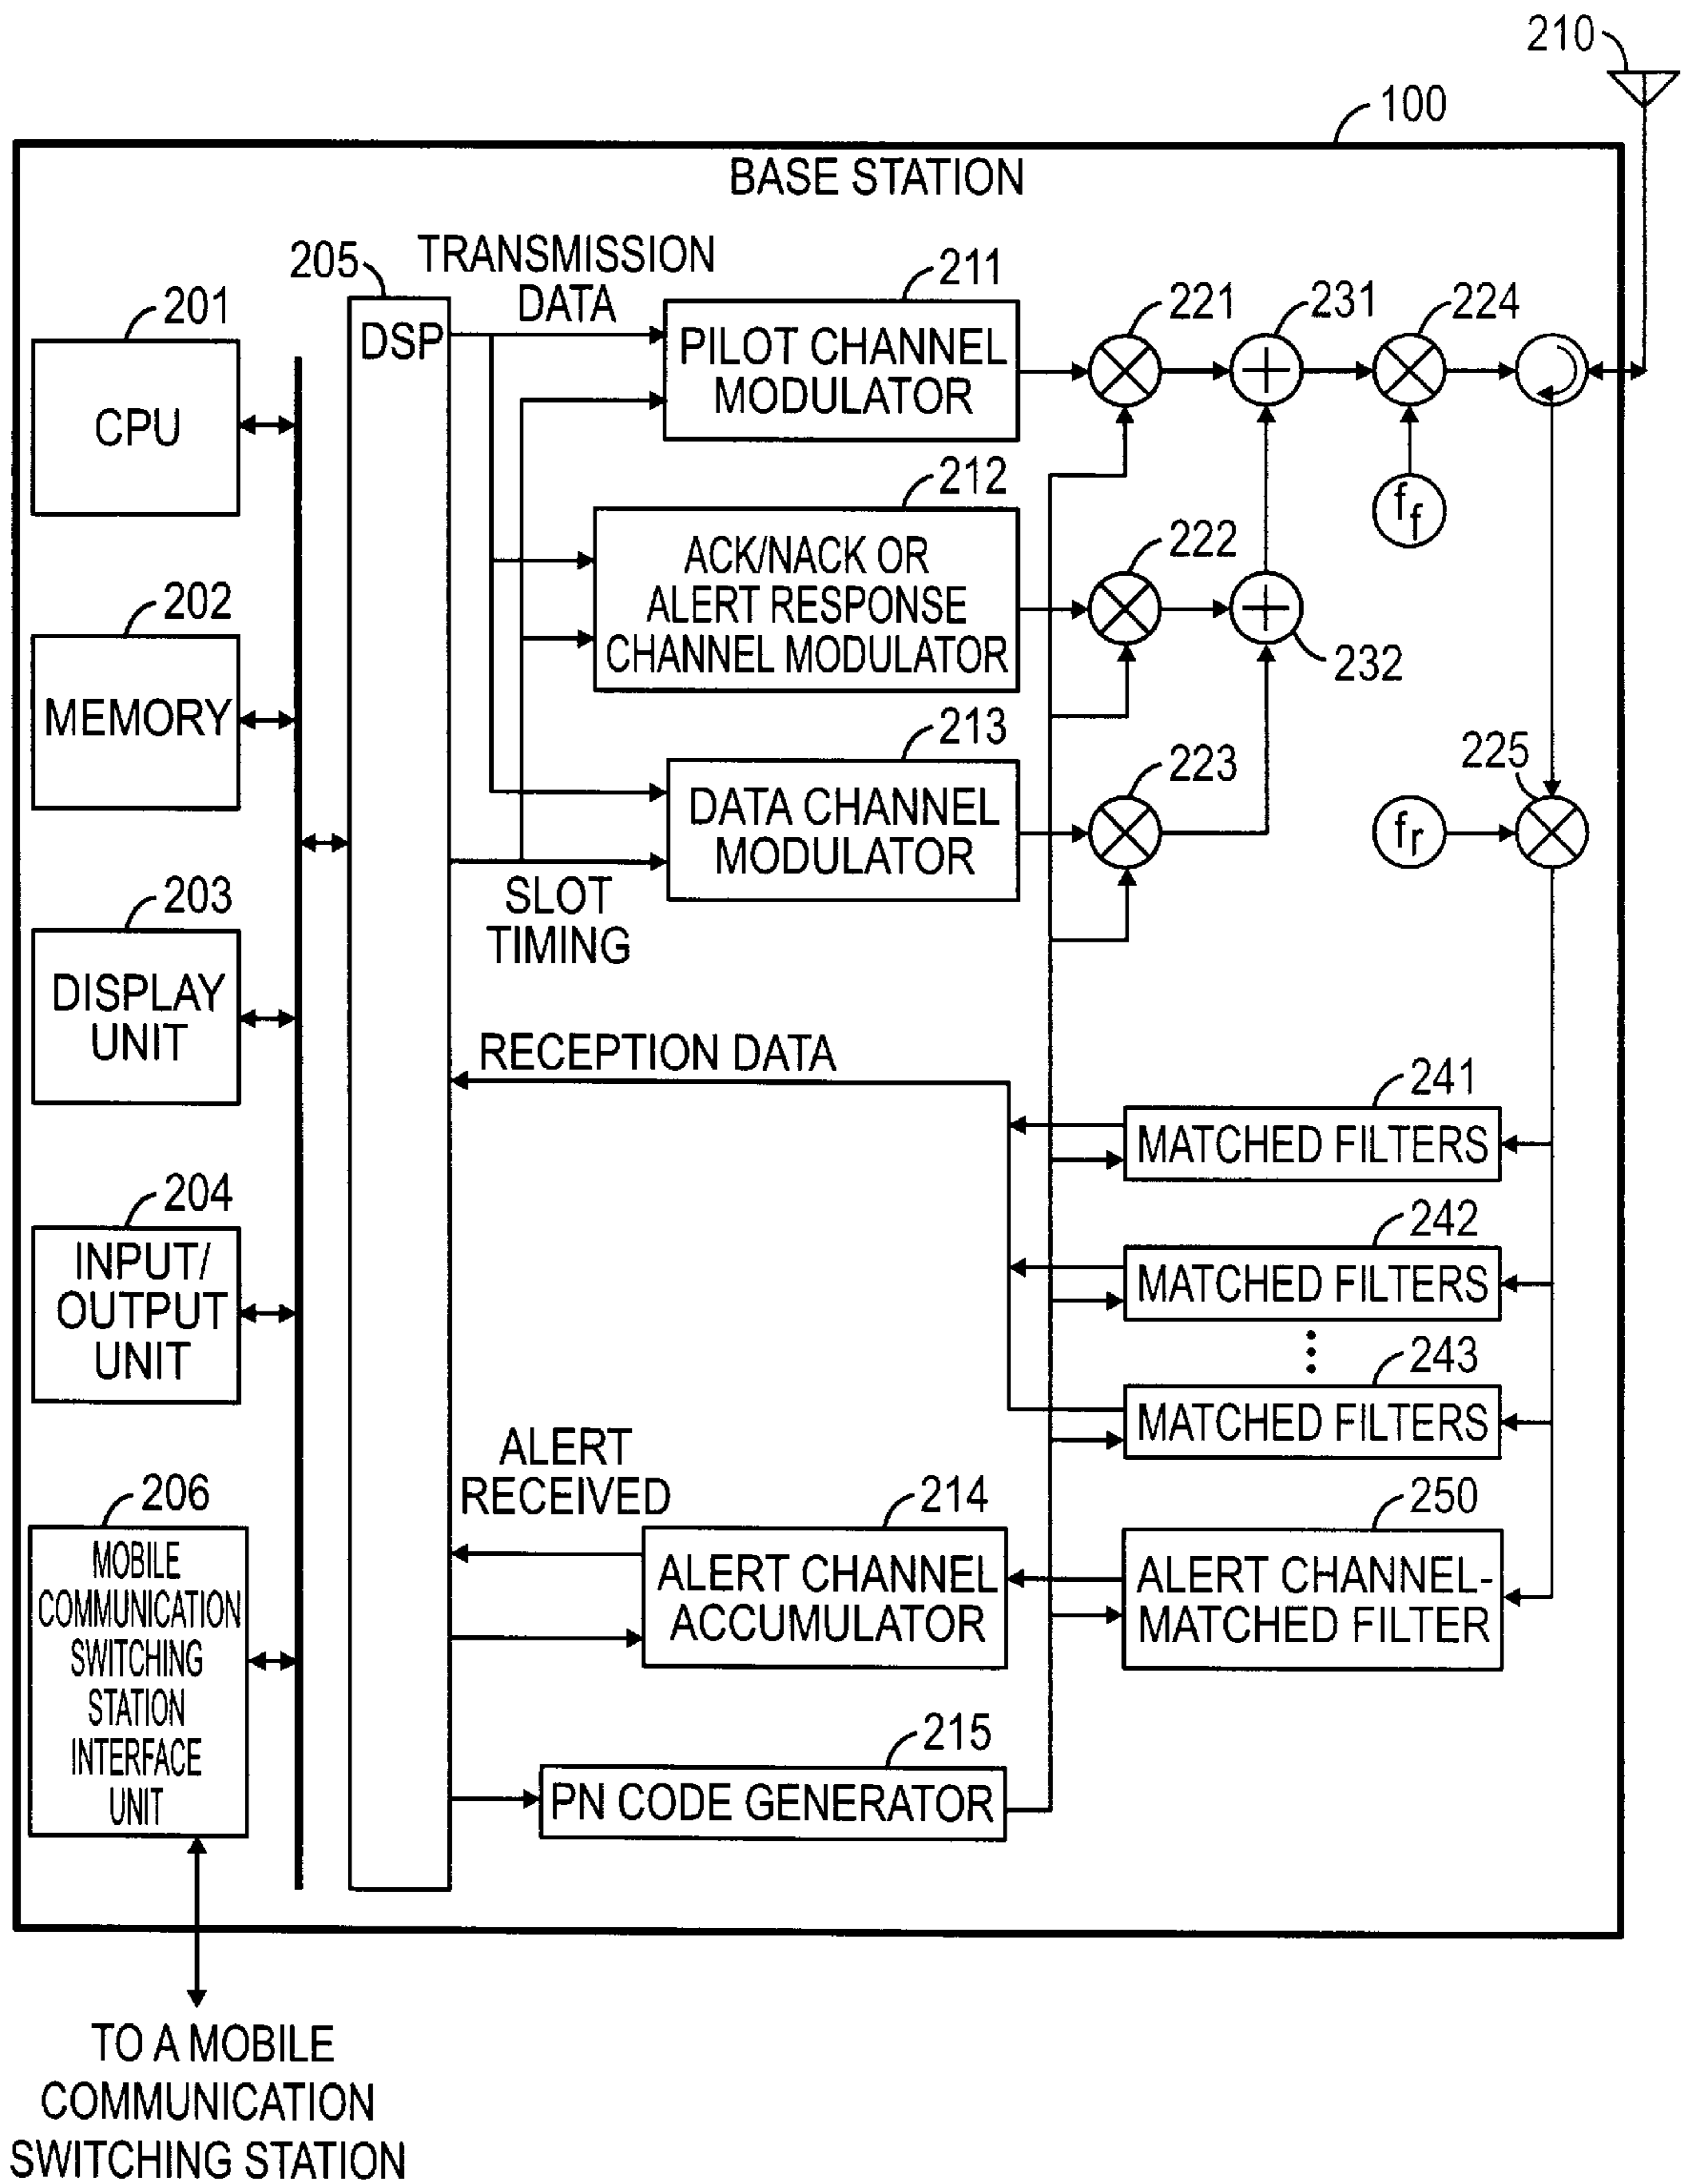 210
100
BASE STATION
205
TRANSMISSION
DATA
211
221
231
224
201
DSP
PILOT CHANNEL
MODULATOR
CPU
212
ff
ACK/NACK OR
ALERT RESPONSE
CHANNEL MODULATOR
222
232
202
MEMORY
213
223
225
DATA CHANNEL
MODULATOR
fr
SLOT
TIMING
203
DISPLAY
UNIT
RECEPTION DATA
241
MATCHED FILTERS
204
INPUT/
OUTPUT
UNIT
242
MATCHED FILTERS
243
MATCHED FILTERS
ALERT
RECEIVED
206
214
250
MOBILE
COMMUNICATION
SWITCHING
STATION
INTERFACE
UNIT
ALERT CHANNEL
ACCUMULATOR
ALERT CHANNEL-
MATCHED FILTER
215
PN CODE GENERATOR
TO A MOBILE
COMMUNICATION
SWITCHING STATION